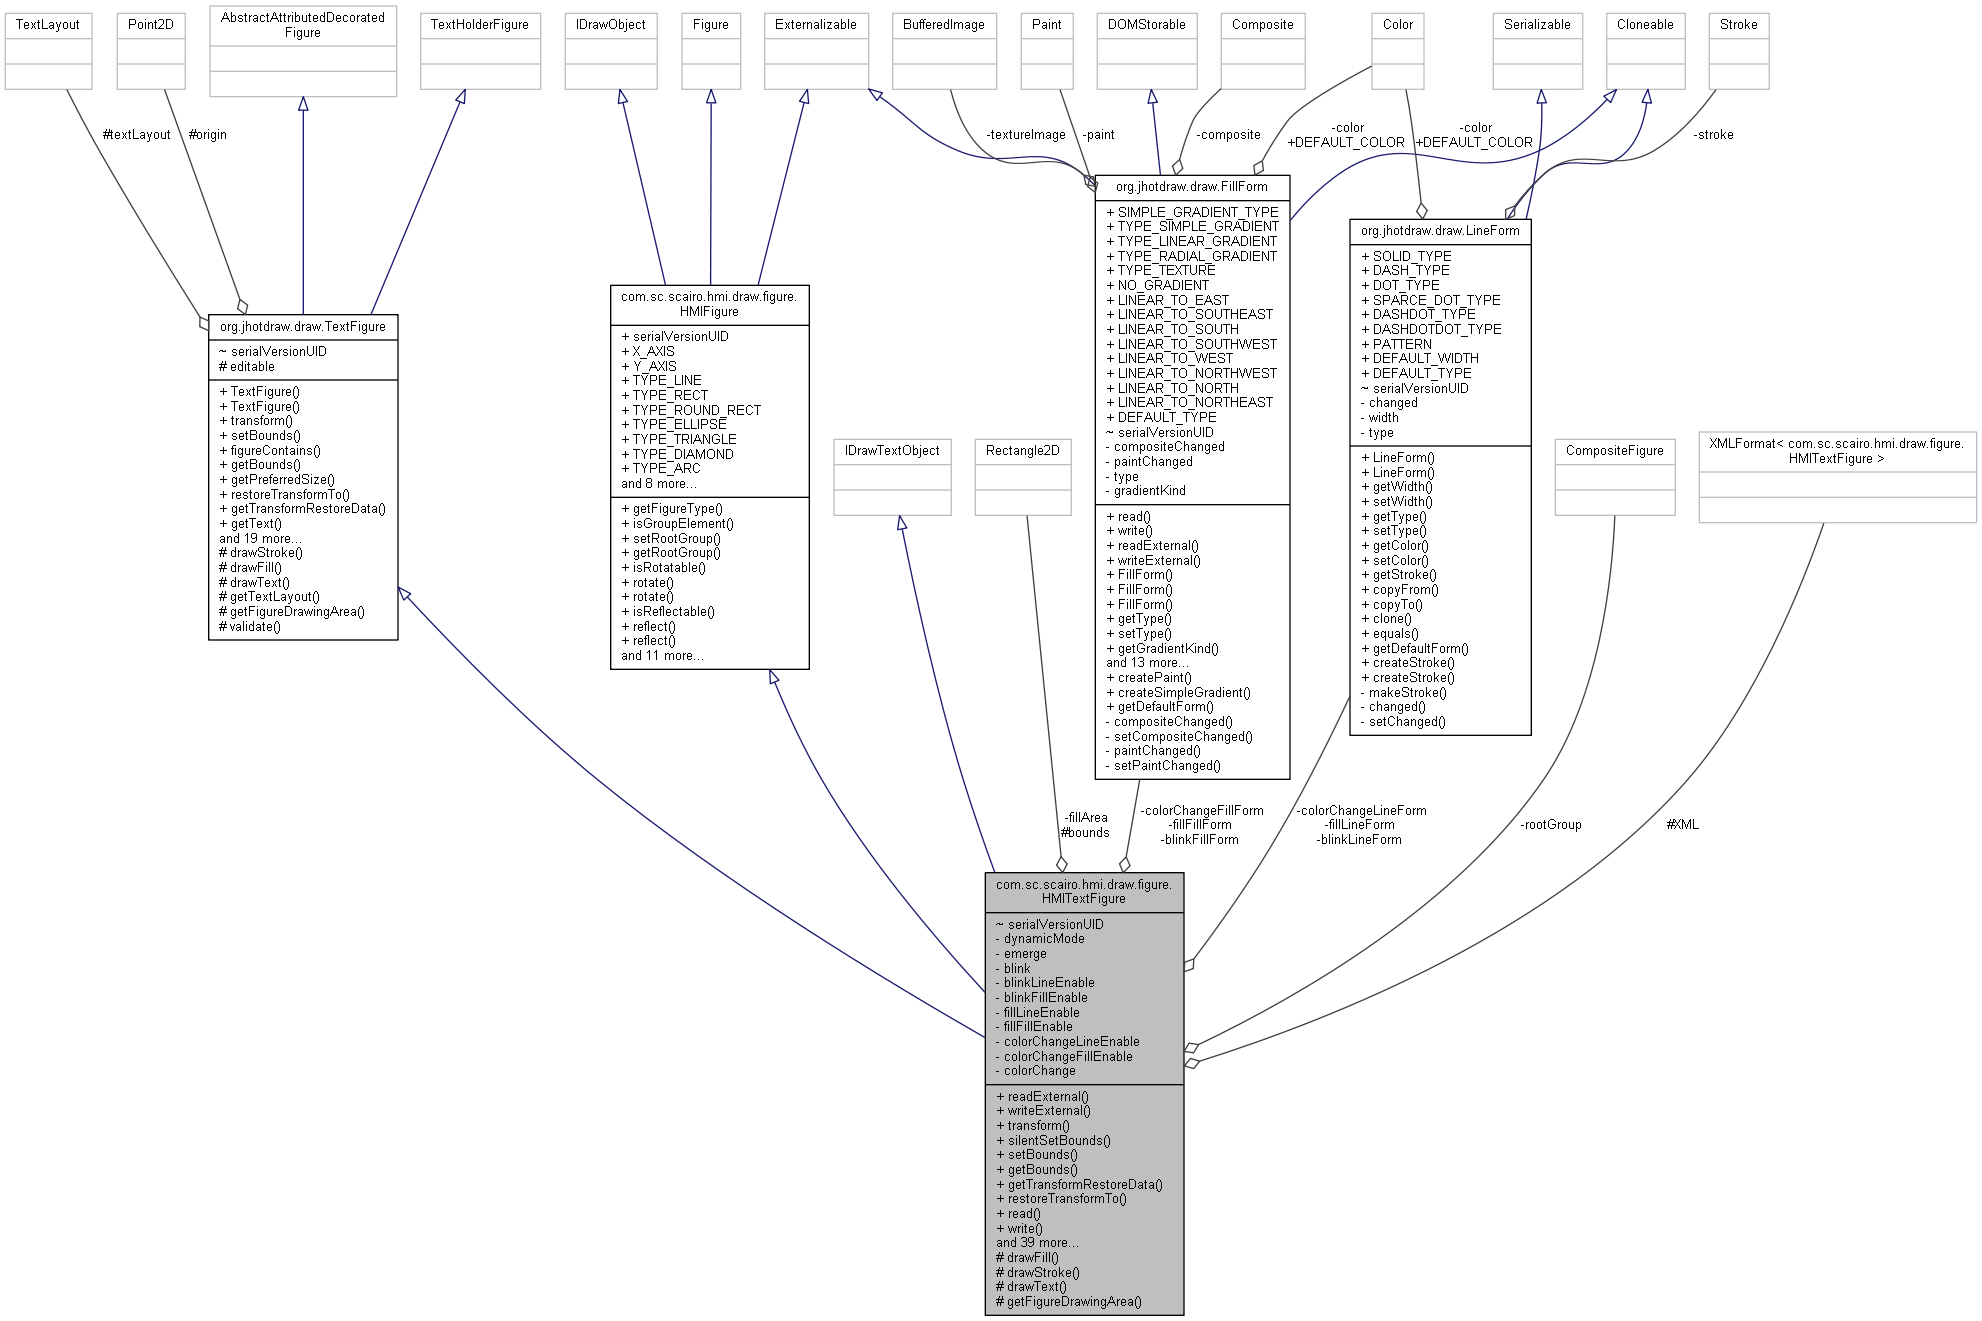 TextLayout
Point2D
AbstractAttributedDecorated
Figure
TextHolderFigure
IDrawObject
Figure
Externalizable
BufferedImage
Paint
DOMStorable
Composite
Color
Serializable
Cloneable
Stroke
#textLayout
#origin
-textureImage
-paint
-composite
-color
+DEFAULT_COLOR
-color
+DEFAULT_COLOR
-stroke
org.jhotdraw.draw.TextFigure
~ serialVersionUID
# editable
+ TextFigure()
+ TextFigure()
+ transform()
+ setBounds()
+ figureContains()
+ getBounds()
+ getPreferredSize()
+ restoreTransformTo()
+ getTransformRestoreData()
+ getText()
and 19 more...
# drawStroke()
# drawFill()
# drawText()
# getTextLayout()
# getFigureDrawingArea()
# validate()
com.sc.scairo.hmi.draw.figure.
HMIFigure
+ serialVersionUID
+ X_AXIS
+ Y_AXIS
+ TYPE_LINE
+ TYPE_RECT
+ TYPE_ROUND_RECT
+ TYPE_ELLIPSE
+ TYPE_TRIANGLE
+ TYPE_DIAMOND
+ TYPE_ARC
and 8 more...
+ getFigureType()
+ isGroupElement()
+ setRootGroup()
+ getRootGroup()
+ isRotatable()
+ rotate()
+ rotate()
+ isReflectable()
+ reflect()
+ reflect()
and 11 more...
IDrawTextObject
Rectangle2D
org.jhotdraw.draw.FillForm
+ SIMPLE_GRADIENT_TYPE
+ TYPE_SIMPLE_GRADIENT
+ TYPE_LINEAR_GRADIENT
+ TYPE_RADIAL_GRADIENT
+ TYPE_TEXTURE
+ NO_GRADIENT
+ LINEAR_TO_EAST
+ LINEAR_TO_SOUTHEAST
+ LINEAR_TO_SOUTH
+ LINEAR_TO_SOUTHWEST
+ LINEAR_TO_WEST
+ LINEAR_TO_NORTHWEST
+ LINEAR_TO_NORTH
+ LINEAR_TO_NORTHEAST
+ DEFAULT_TYPE
~ serialVersionUID
- compositeChanged
- paintChanged
- type
- gradientKind
+ read()
+ write()
+ readExternal()
+ writeExternal()
+ FillForm()
+ FillForm()
+ FillForm()
+ getType()
+ setType()
+ getGradientKind()
and 13 more...
+ createPaint()
+ createSimpleGradient()
+ getDefaultForm()
- compositeChanged()
- setCompositeChanged()
- paintChanged()
- setPaintChanged()
org.jhotdraw.draw.LineForm
+ SOLID_TYPE
+ DASH_TYPE
+ DOT_TYPE
+ SPARCE_DOT_TYPE
+ DASHDOT_TYPE
+ DASHDOTDOT_TYPE
+ PATTERN
+ DEFAULT_WIDTH
+ DEFAULT_TYPE
~ serialVersionUID
- changed
- width
- type
+ LineForm()
+ LineForm()
+ getWidth()
+ setWidth()
+ getType()
+ setType()
+ getColor()
+ setColor()
+ getStroke()
+ copyFrom()
+ copyTo()
+ clone()
+ equals()
+ getDefaultForm()
+ createStroke()
+ createStroke()
- makeStroke()
- changed()
- setChanged()
CompositeFigure
XMLFormat< com.sc.scairo.hmi.draw.figure.
HMITextFigure >
-fillArea
#bounds
-colorChangeFillForm
-fillFillForm
-blinkFillForm
-colorChangeLineForm
-fillLineForm
-blinkLineForm
-rootGroup
#XML
com.sc.scairo.hmi.draw.figure.
HMITextFigure
~ serialVersionUID
- dynamicMode
- emerge
- blink
- blinkLineEnable
- blinkFillEnable
- fillLineEnable
- fillFillEnable
- colorChangeLineEnable
- colorChangeFillEnable
- colorChange
+ readExternal()
+ writeExternal()
+ transform()
+ silentSetBounds()
+ setBounds()
+ getBounds()
+ getTransformRestoreData()
+ restoreTransformTo()
+ read()
+ write()
and 39 more...
# drawFill()
# drawStroke()
# drawText()
# getFigureDrawingArea()